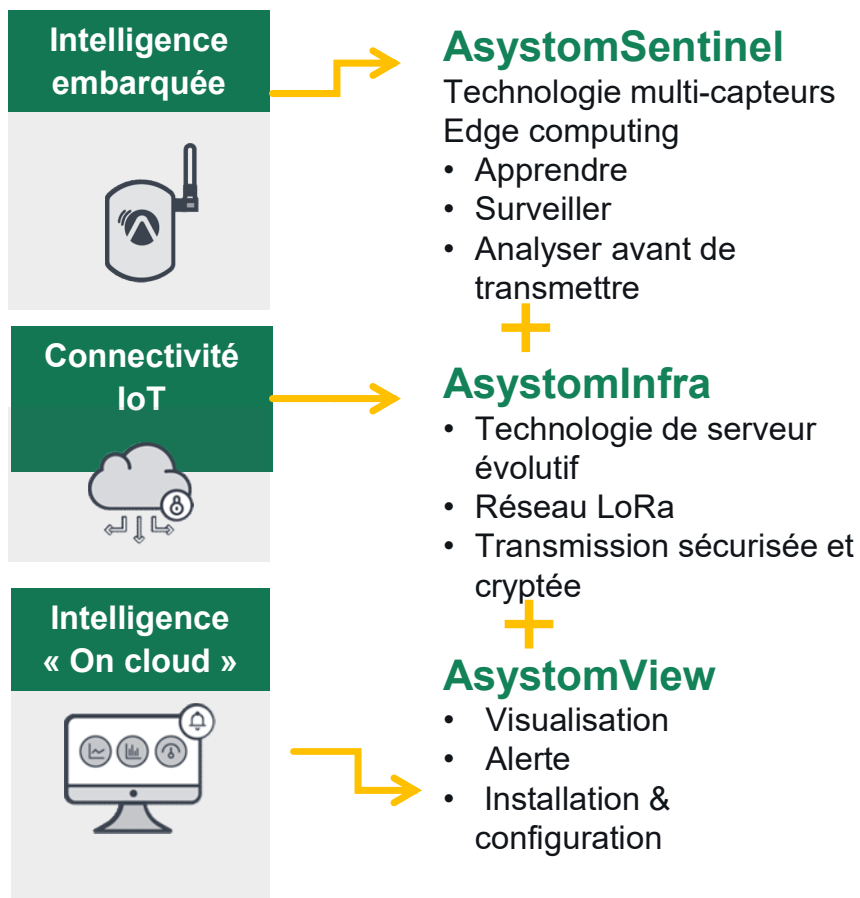 Intelligence
embarquée
AsystomSentinel
Technologie multi-capteurs
Edge computing
• Apprendre
• Surveiller
• Analyser avant de
transmettre
Connectivité
IoT
AsystomInfra
• Technologie de serveur
évolutif
• Réseau LoRa
• Transmission sécurisée et
cryptée
Intelligence
« On cloud »
AsystomView
• Visualisation
• Alerte
• Installation &
configuration